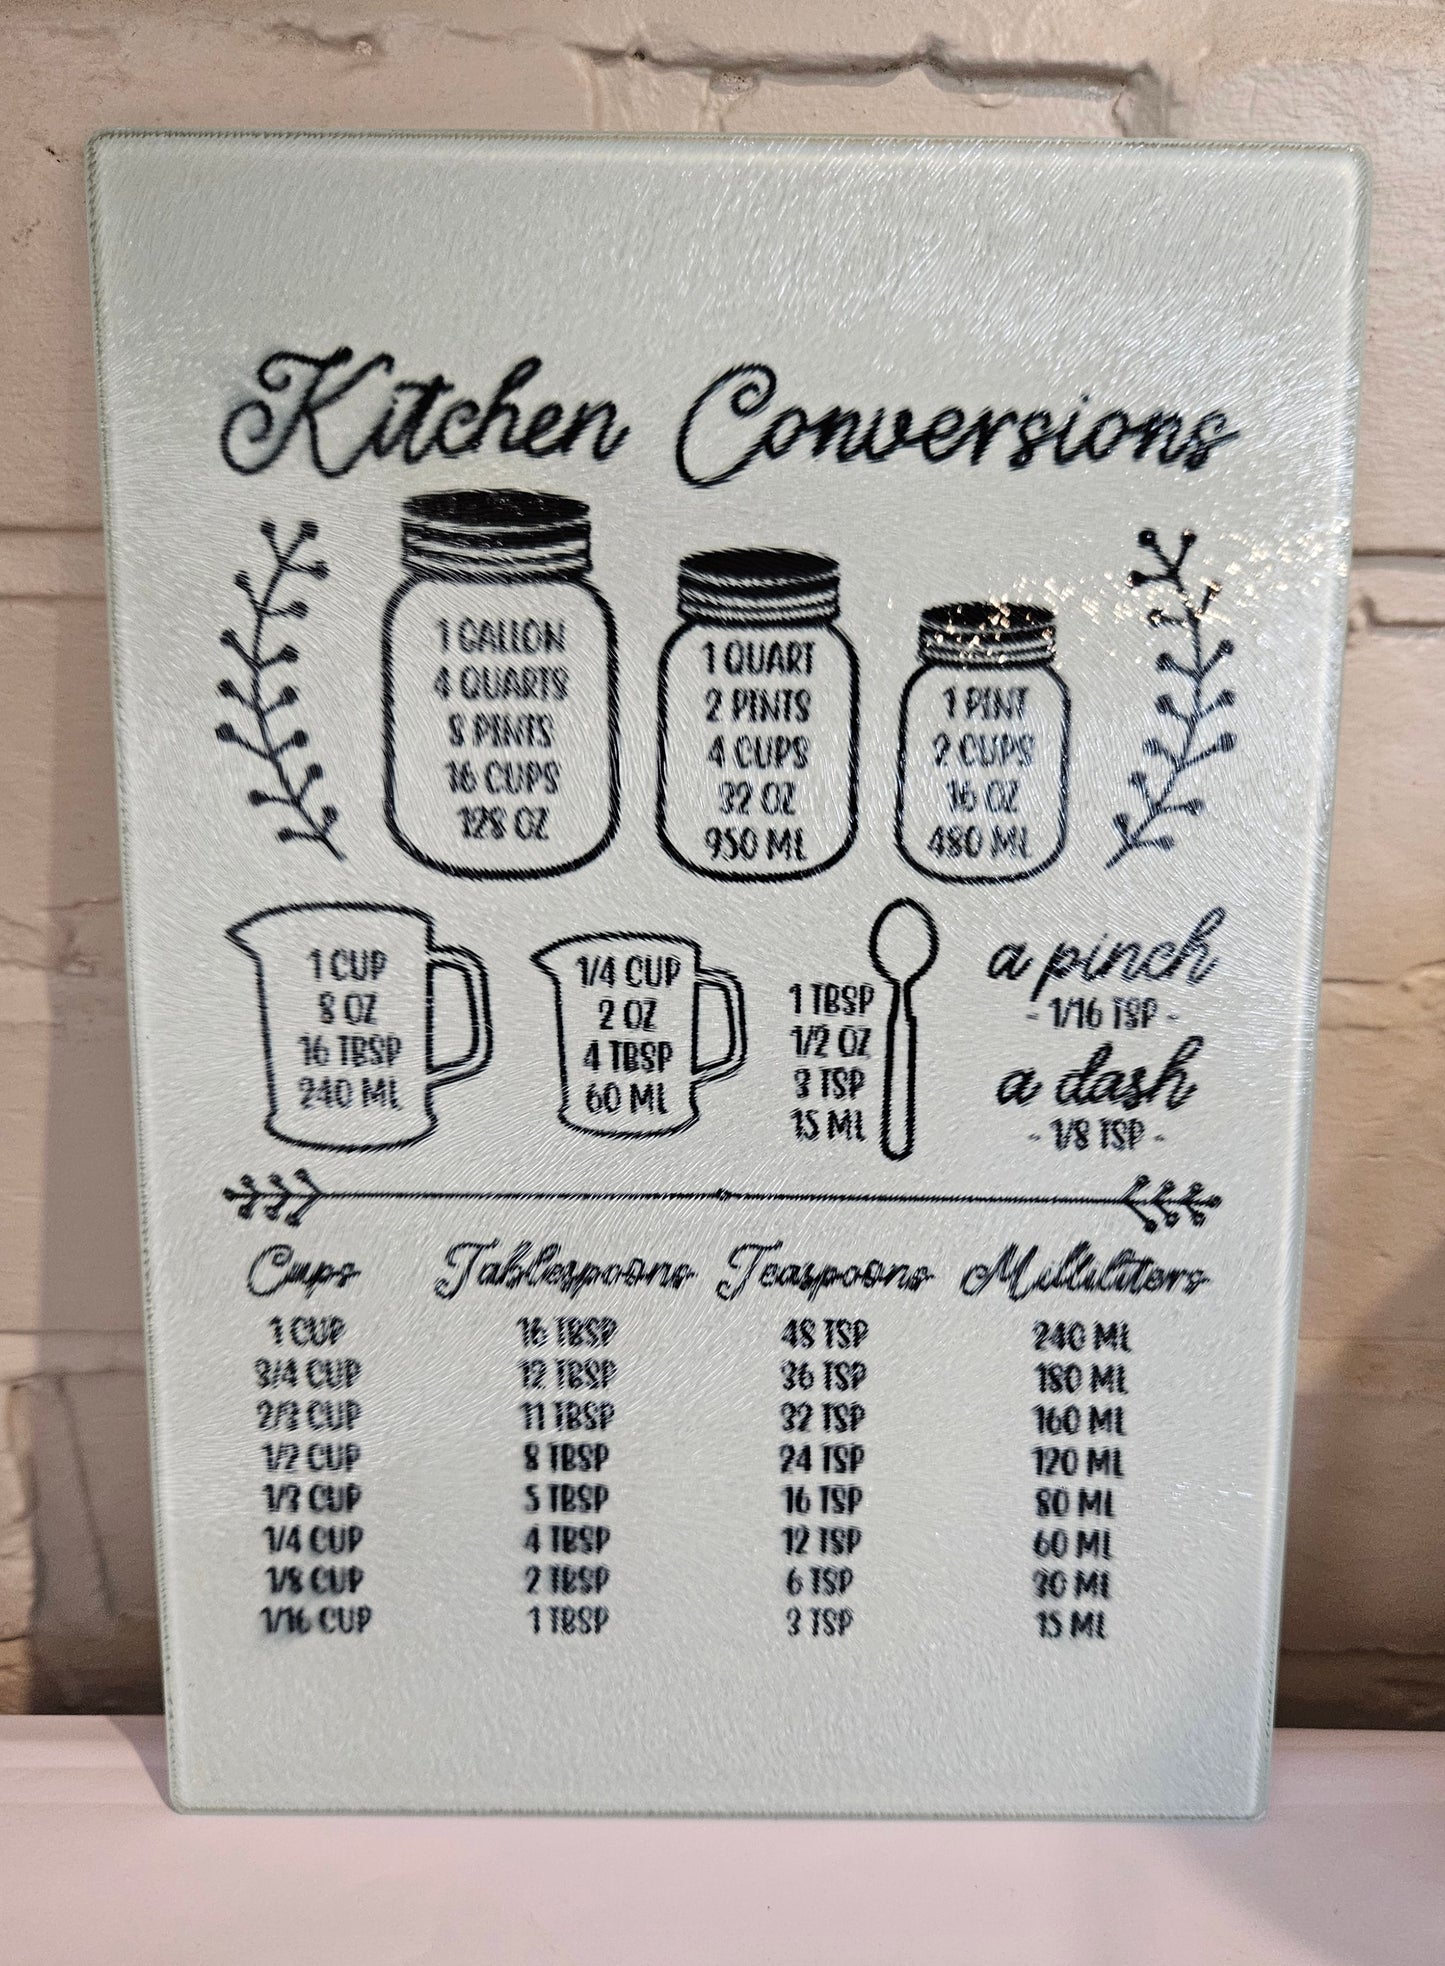 Kitchen Conversions
1 GALLON
4 QUARTS
8 PINTS
16 CUPS
128 OZ
1 QUART
2 PINTS
4 CUPS
32 OZ
950 ML
1 PINT
2 CUPS
16 OZ
480 ML
1 CUP
8 OZ
16 TBSP
240 ML
1/4 CUP
2 OZ
4 TBSP
60 ML
1 TBSP
1/2 OZ
3 TSP
15 ML
a pinch
- 1/16 TSP -
a dash
- 1/8 TSP -
Cups Tablespoons Teaspoons Milliliters
1 CUP 16 TBSP 48 TSP 240 ML
3/4 CUP 12 TBSP 36 TSP 180 ML
2/3 CUP 11 TBSP 32 TSP 160 ML
1/2 CUP 8 TBSP 24 TSP 120 ML
1/3 CUP 5 TBSP 16 TSP 80 ML
1/4 CUP 4 TBSP 12 TSP 60 ML
1/8 CUP 2 TBSP 6 TSP 30 ML
1/16 CUP 1 TBSP 3 TSP 15 ML